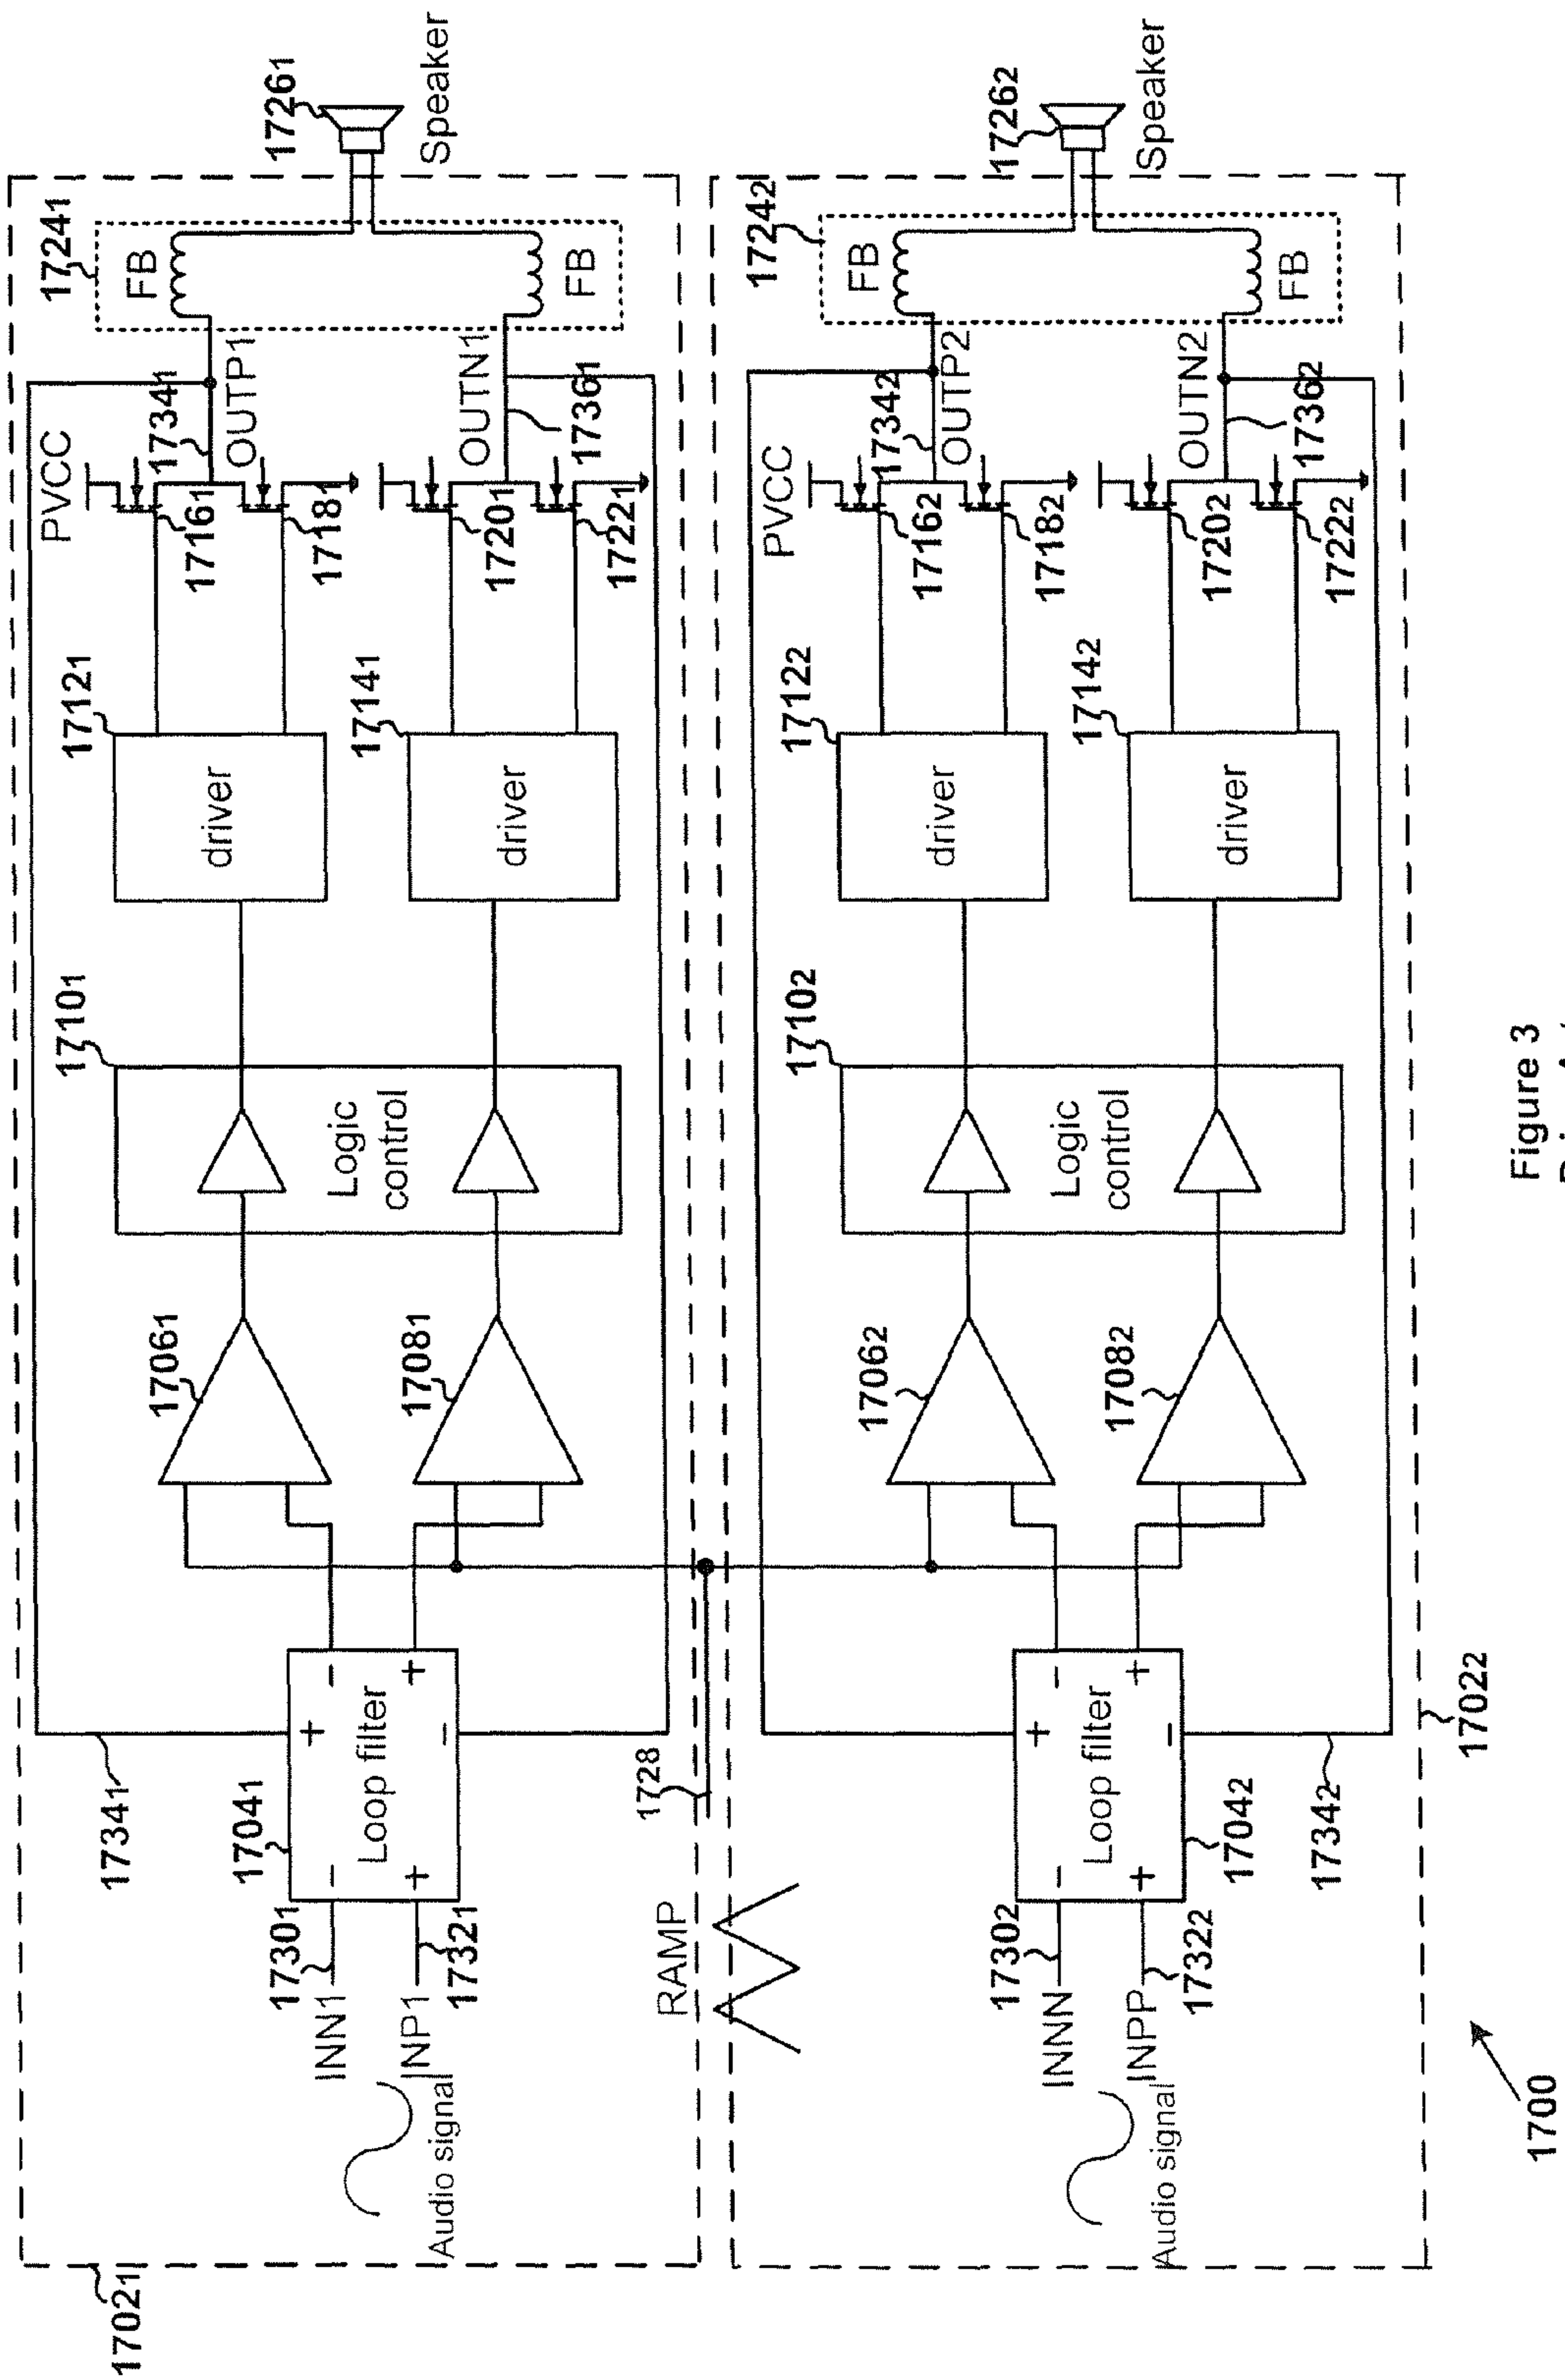 1702₁
Audio signal
INN1
INP1
1730₁
1732₁
1734₁
1704₁
Loop filter
−
+
+
−
−
+
1706₁
1708₁
1710₁
Logic
control
1712₁
driver
1714₁
driver
PVCC
1716₁
1718₁
1720₁
1722₁
1734₁
OUTP1
OUTN1
1736₁
1724₁
FB
FB
1726₁
Speaker
RAMP
1728
Audio signal
INNN
INPP
1730₂
1732₂
1734₂
1704₂
Loop filter
−
+
+
−
−
+
1702₂
1706₂
1708₂
1710₂
Logic
control
1712₂
driver
1714₂
driver
PVCC
1716₂
1718₂
1720₂
1722₂
1734₂
OUTP2
OUTN2
1736₂
1724₂
FB
FB
1726₂
Speaker
1700
Figure 3